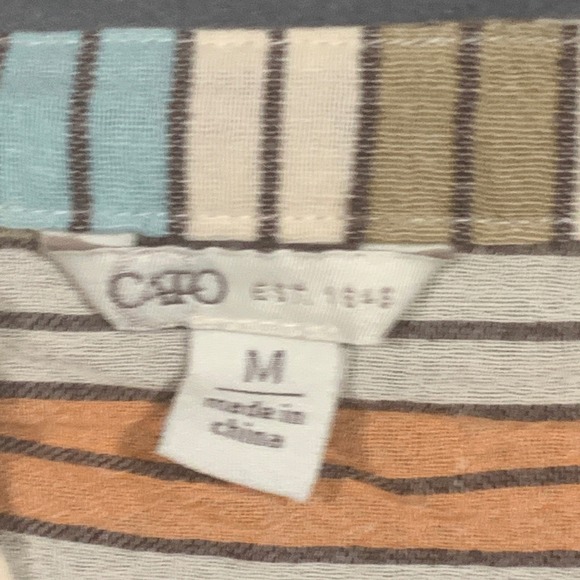 CATO EST. 1946
M
made in
china